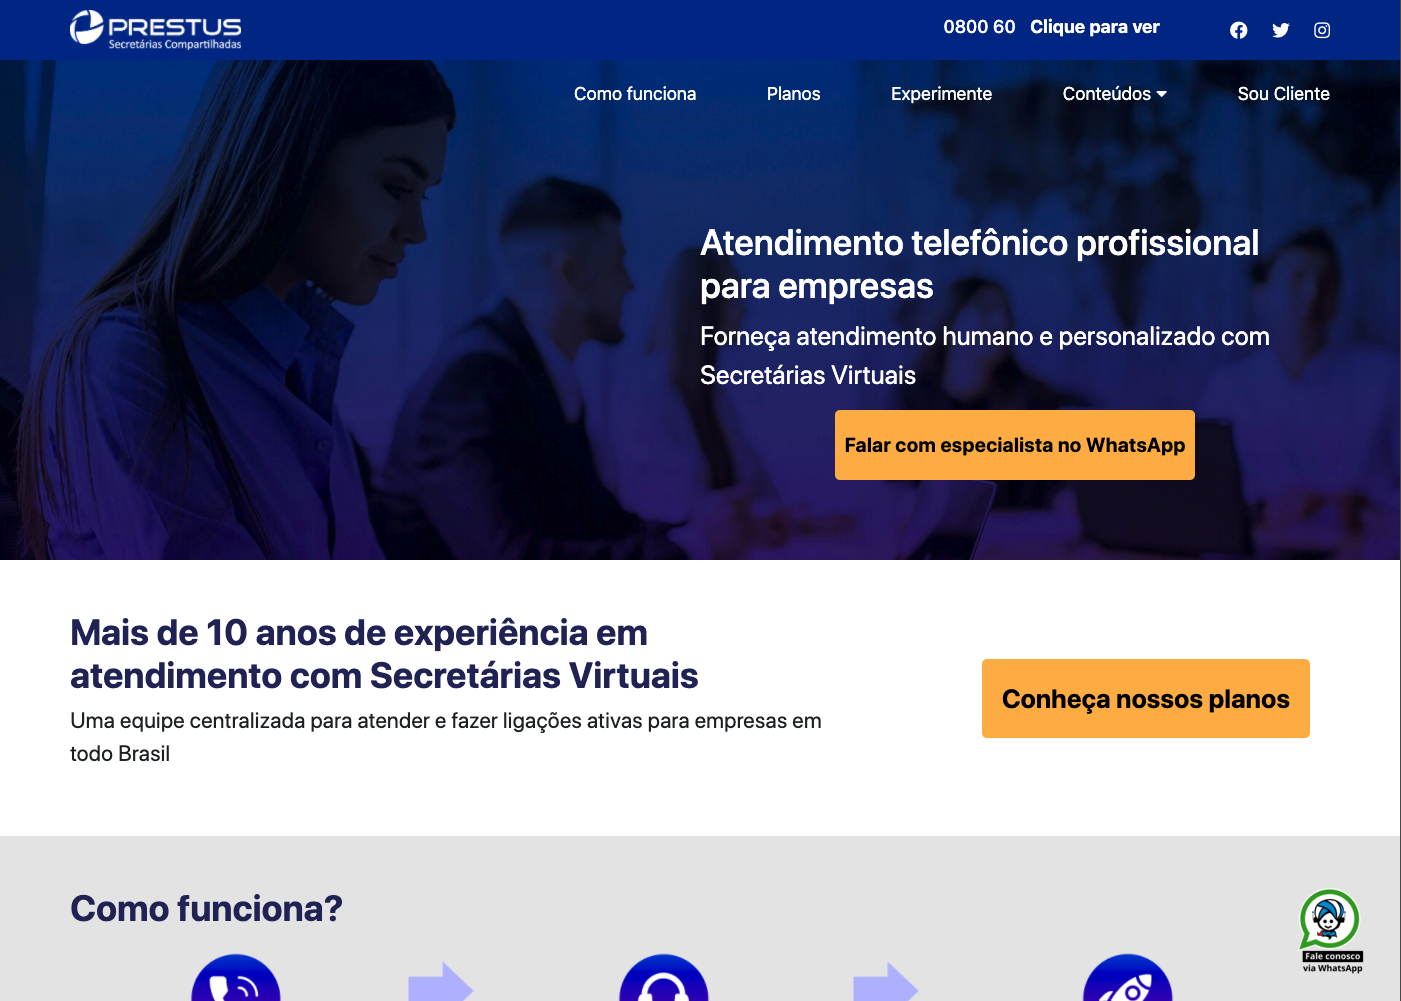 PRESTUS
Secretárias Compartilhadas
0800 60 Clique para ver
Como funciona Planos Experimente Conteúdos Sou Cliente
Atendimento telefônico profissional
para empresas
Forneça atendimento humano e personalizado com
Secretárias Virtuais
Falar com especialista no WhatsApp
Mais de 10 anos de experiência em
atendimento com Secretárias Virtuais
Uma equipe centralizada para atender e fazer ligações ativas para empresas em
todo Brasil
Conheça nossos planos
Como funciona?
Fale conosco
via WhatsApp